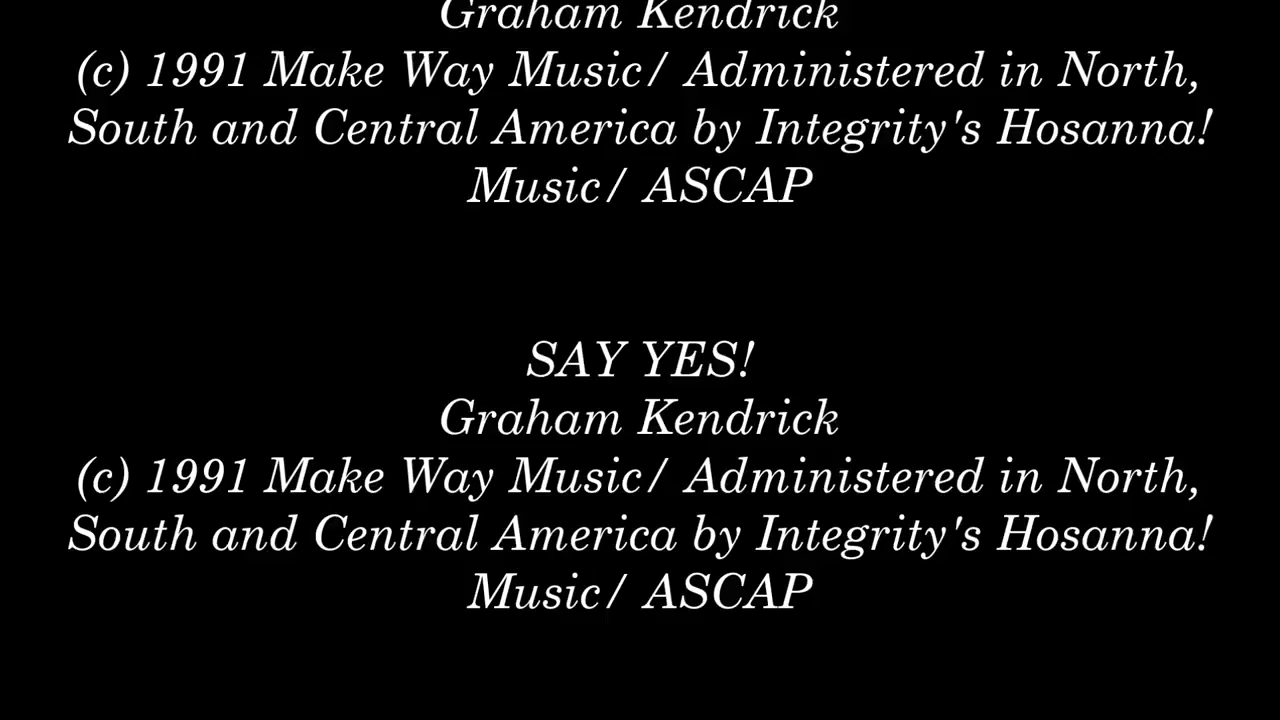 Graham Kendrick
(c) 1991 Make Way Music/ Administered in North,
South and Central America by Integrity's Hosanna!
Music/ ASCAP
SAY YES!
Graham Kendrick
(c) 1991 Make Way Music/ Administered in North,
South and Central America by Integrity's Hosanna!
Music/ ASCAP